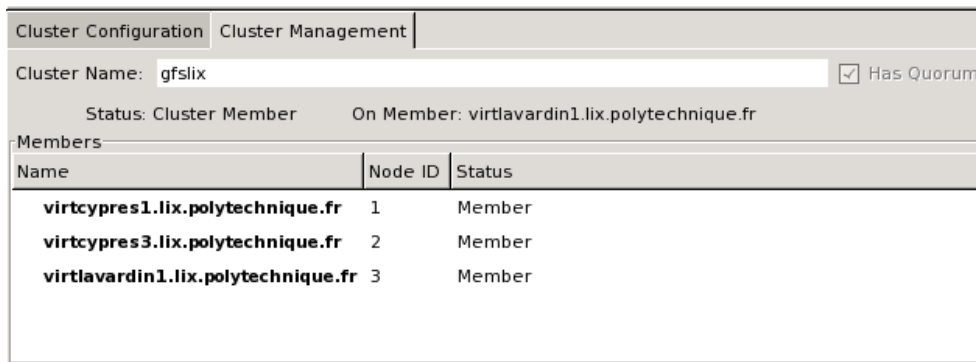 Cluster Configuration Cluster Management
Cluster Name: gfslix Has Quorum
Status: Cluster Member On Member: virtlavardin1.lix.polytechnique.fr
Members
Name Node ID Status
virtcypres1.lix.polytechnique.fr 1 Member
virtcypres3.lix.polytechnique.fr 2 Member
virtlavardin1.lix.polytechnique.fr 3 Member